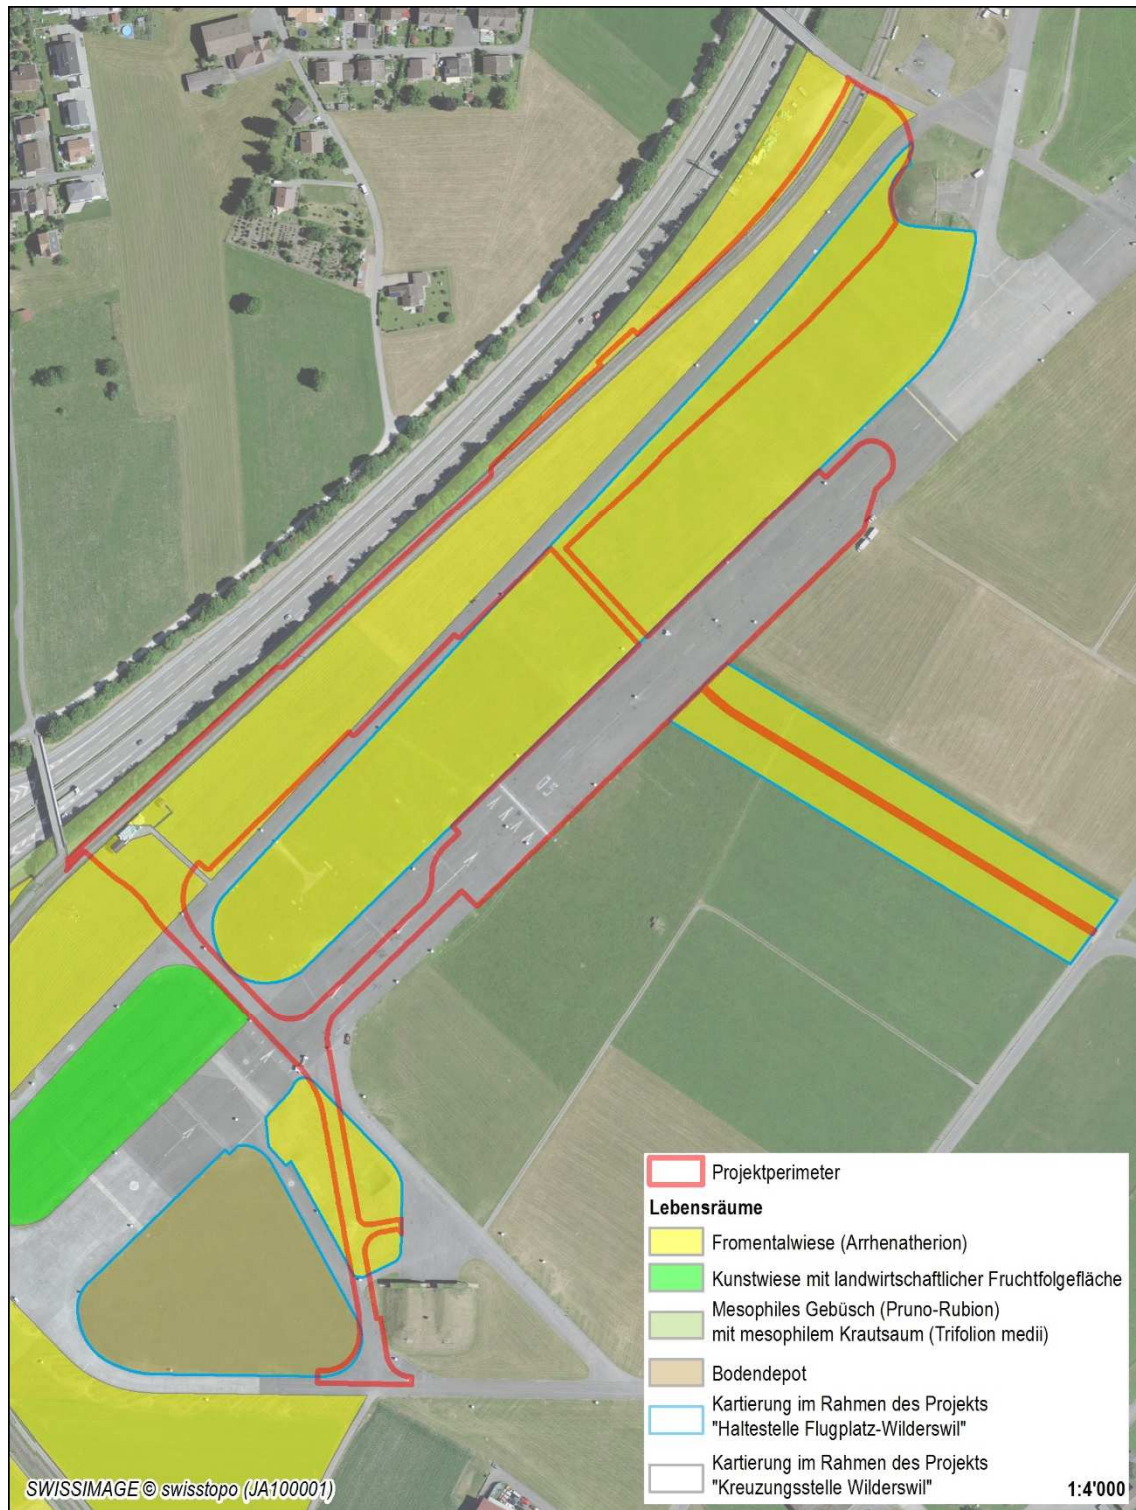 05
Projektperimeter
Lebensräume
Fromentalwiese (Arrhenatherion)
Kunstwiese mit landwirtschaftlicher Fruchtfolgefläche
Mesophiles Gebüsch (Pruno-Rubion)
mit mesophilem Krautsaum (Trifolion medii)
Bodendepot
Kartierung im Rahmen des Projekts
"Haltestelle Flugplatz-Wilderswil"
Kartierung im Rahmen des Projekts
"Kreuzungsstelle Wilderswil"
SWISSIMAGE © swisstopo (JA100001)
1:4'000